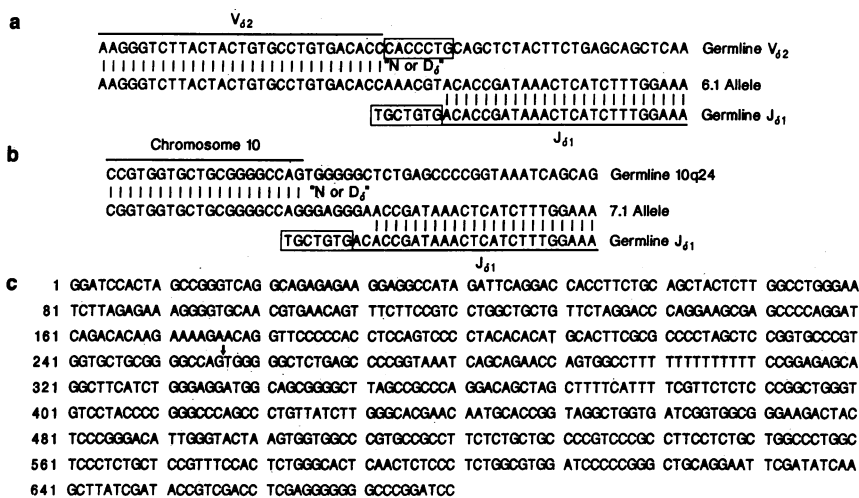 a
Vδ2
AAGGGTCTTACTACTGTGCCTGTGACACCCACCCTGCAGCTCTACTTCTGAGCAGCTCAA Germline Vδ2
"N or Dδ"
AAGGGTCTTACTACTGTGCCTGTGACACCAAACGTACACCGATAAACTCATCTTTGGAAA 6.1 Allele
TGCTGTGACACCGATAAACTCATCTTTGGAAA Germline Jδ1
Jδ1
b
Chromosome 10
CCGTGGTGCTGCGGGGCCAGTGGGGGCTCTGAGCCCCGGTAAATCAGCAG Germline 10q24
"N or Dδ"
CGGTGGTGCTGCGGGGCCAGGGAGGGAACCGATAAACTCATCTTTGGAAA 7.1 Allele
TGCTGTGACACCGATAAACTCATCTTTGGAAA Germline Jδ1
Jδ1
c
1 GGATCCACTA GCCGGGTCAG GCAGAGAGAA GGAGGCCATA GATTCAGGAC CACCTTCTGC AGCTACTCTT GGCCTGGGAA
81 TCTTAGAGAA AGGGGTGCAA CGTGAACAGT TTCTTCCGTC CTGGCTGCTG TTCTAGGACC CAGGAAGCGA GCCCCAGGAT
161 CAGACACAAG AAAAGAACAG GTTCCCCCAC CTCCAGTCCC CTACACACAT GCACTTCGCG CCCCTAGCTC CGGTGCCCGT
241 GGTGCTGCGG GGCCAGTGGG GGCTCTGAGC CCCGGTAAAT CAGCAGAACC AGTGGCCTTT TTTTTTTTTT CCGGAGAGCA
321 GGCTTCATCT GGGAGGATGG CAGCGGGGCT TAGCCGCCCA GGACAGCTAG CTTTTCATTT TCGTTCTCTC CCGGCTGGGT
401 GTCCTACCCC GGGCCCAGCC CTGTTATCTT GGGCACGAAC AATGCACCGG TAGGCTGGTG ATCGGTGGCG GGAAGACTAC
481 TCCCGGGACA TTGGGTACTA AGTGGTGGCC CGTGCCGCCT TCTCTGCTGC CCCGTCCCGC CTTCCTCTGC TGGCCCTGGC
561 TCCCTCTGCT CCGTTTCCAC TCTGGGCACT CAACTCTCCC TCTGGCGTGG ATCCCCCGGG CTGCAGGAAT TCGATATCAA
641 GCTTATCGAT ACCGTCGACC TCGAGGGGGG GCCCGGATCC